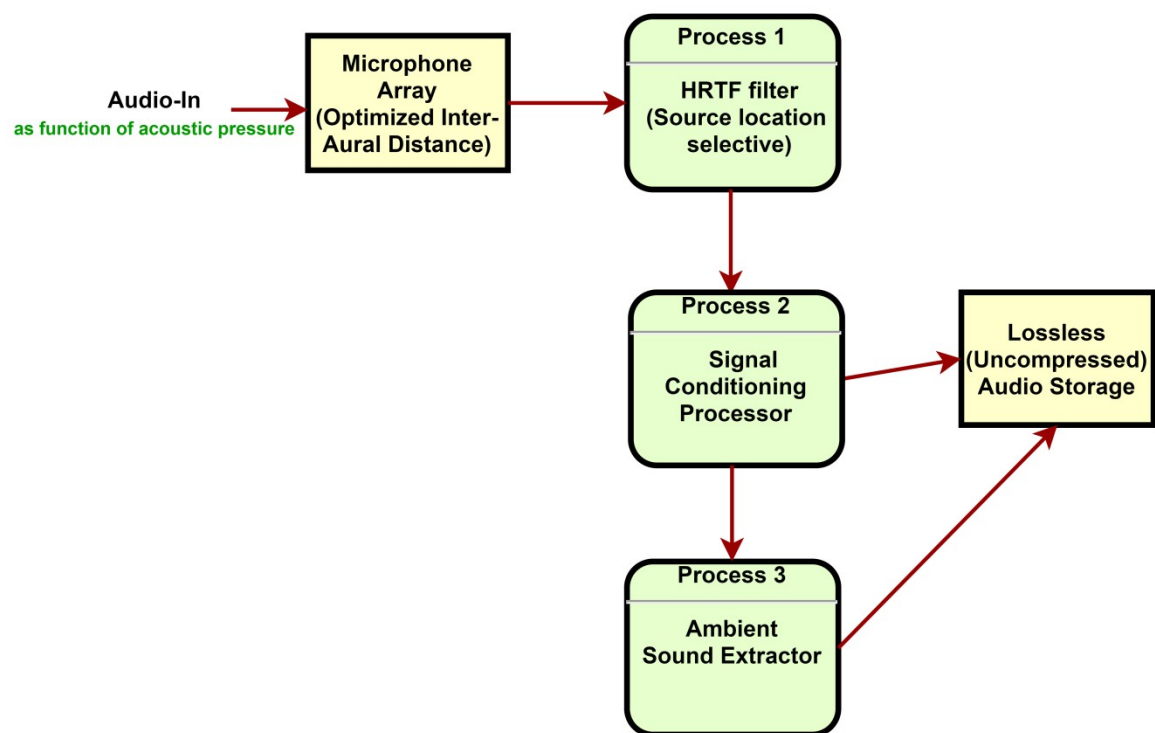 Audio-In
as function of acoustic pressure
Microphone
Array
(Optimized Inter-
Aural Distance)
Process 1
HRTF filter
(Source location
selective)
Process 2
Signal
Conditioning
Processor
Lossless
(Uncompressed)
Audio Storage
Process 3
Ambient
Sound Extractor